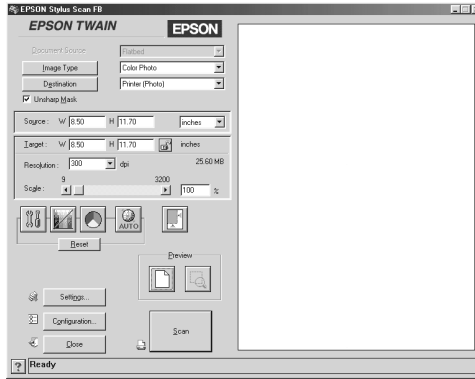 EPSON Stylus Scan FB
EPSON TWAIN EPSON
Document Source Flatbed
Image Type Color Photo
Destination Printer (Photo)
Unsharp Mask
Source : W 8.50 H 11.70 inches
Target : W 8.50 H 11.70 inches
Resolution : 300 dpi 25.60 MB
9 3200
Scale : 100 %
AUTO
Reset
Preview
Settings...
Configuration...
Close
Scan
? Ready